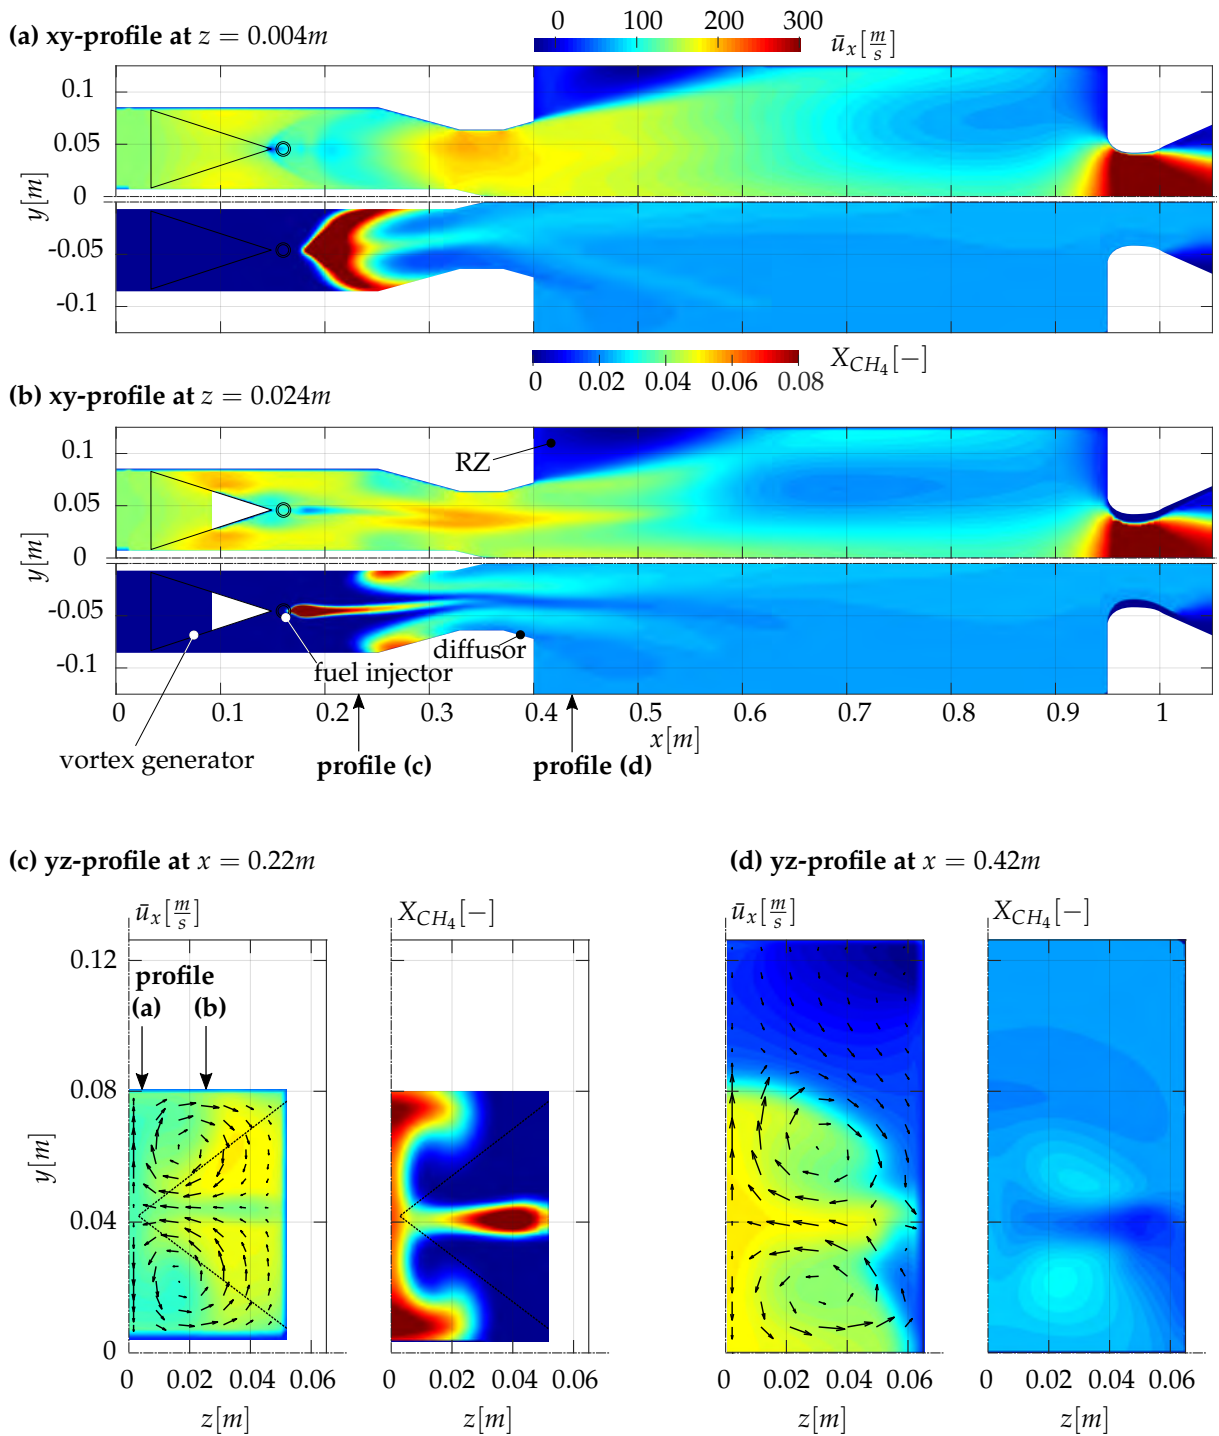 (a) xy-profile at z = 0.004m
0 100 200 300
ū_x[m/s]
0.1
0.05
0
y[m]
-0.05
-0.1
0 0.02 0.04 0.06 0.08
X_{CH_4}[−]
(b) xy-profile at z = 0.024m
0.1
RZ
0.05
0
y[m]
-0.05
-0.1
diffusor
fuel injector
0 0.1 0.2 0.3 0.4 0.5 0.6 0.7 0.8 0.9 1
x[m]
vortex generator
profile (c)
profile (d)
(c) yz-profile at x = 0.22m
ū_x[m/s]
X_{CH_4}[−]
0.12
profile
(a) (b)
0.08
y[m]
0.04
0
0 0.02 0.04 0.06
z[m]
0 0.02 0.04 0.06
z[m]
(d) yz-profile at x = 0.42m
ū_x[m/s]
X_{CH_4}[−]
0 0.02 0.04 0.06
z[m]
0 0.02 0.04 0.06
z[m]